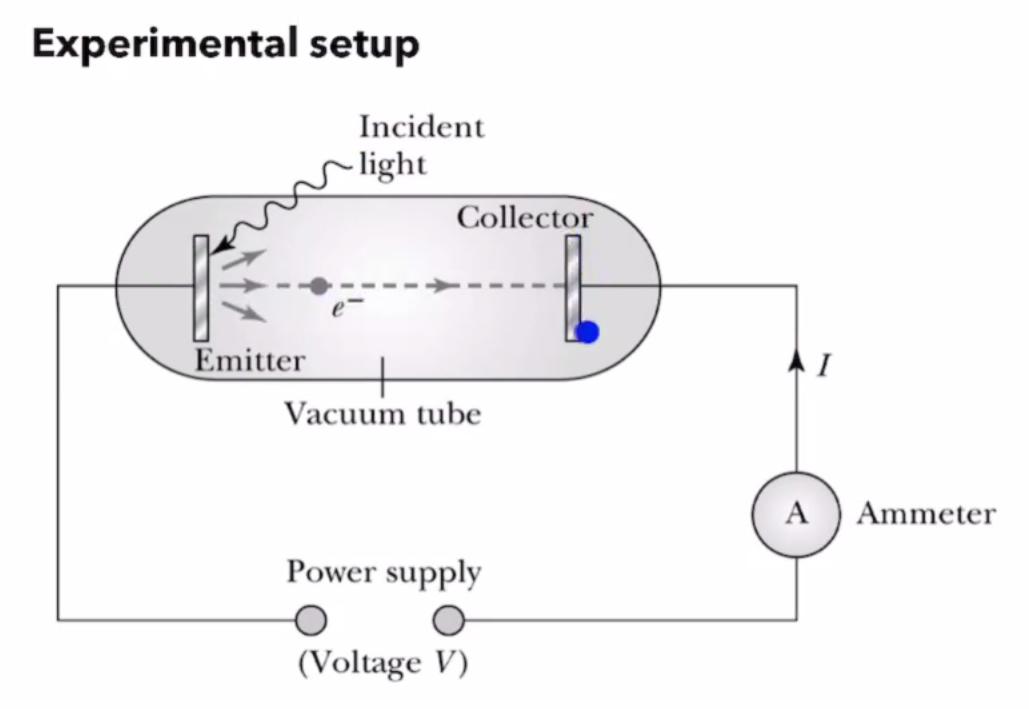 Experimental setup
Incident
light
Collector
e−
Emitter
Vacuum tube
I
A
Ammeter
Power supply
(Voltage V)